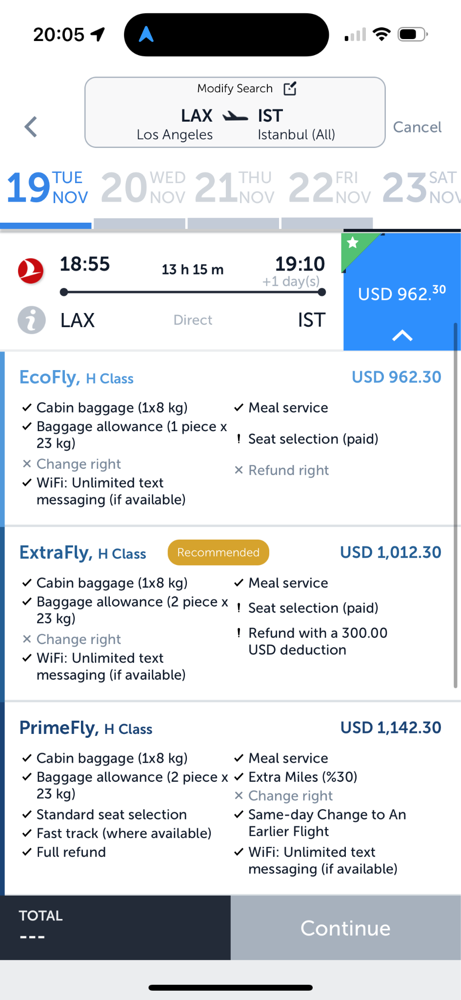 20:05
Modify Search
LAX IST
Los Angeles Istanbul (All)
Cancel
19 TUE NOV
20 WED NOV
21 THU NOV
22 FRI NOV
23 SAT NOV
18:55 13 h 15 m 19:10
+1 day(s)
LAX Direct IST
USD 962.30
EcoFly, H Class USD 962.30
Cabin baggage (1x8 kg)
Baggage allowance (1 piece x
23 kg)
Change right
WiFi: Unlimited text
messaging (if available)
Meal service
! Seat selection (paid)
Refund right
ExtraFly, H Class Recommended USD 1,012.30
Cabin baggage (1x8 kg)
Baggage allowance (2 piece x
23 kg)
Change right
WiFi: Unlimited text
messaging (if available)
Meal service
! Seat selection (paid)
! Refund with a 300.00
USD deduction
PrimeFly, H Class USD 1,142.30
Cabin baggage (1x8 kg)
Baggage allowance (2 piece x
23 kg)
Standard seat selection
Fast track (where available)
Full refund
Meal service
Extra Miles (%30)
Change right
Same-day Change to An
Earlier Flight
WiFi: Unlimited text
messaging (if available)
TOTAL
---
Continue